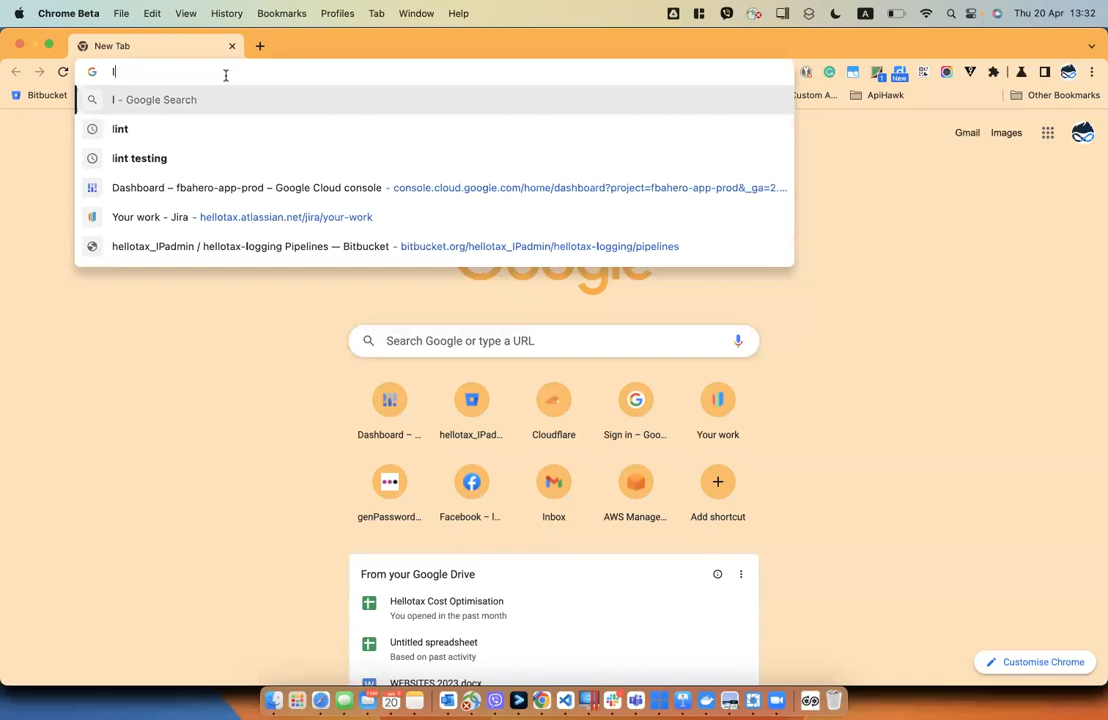 Chrome Beta File Edit View History Bookmarks Profiles Tab Window Help A Thu 20 Apr 13:32
New Tab
l
New
1
Bitbucket
ustom A... ApiHawk Other Bookmarks
l - Google Search
lint
lint testing
Dashboard – fbahero-app-prod – Google Cloud console - console.cloud.google.com/home/dashboard?project=fbahero-app-prod&_ga=2....
Your work - Jira - hellotax.atlassian.net/jira/your-work
hellotax_IPadmin / hellotax-logging Pipelines — Bitbucket - bitbucket.org/hellotax_IPadmin/hellotax-logging/pipelines
Gmail Images
Google
Search Google or type a URL
Dashboard – ... hellotax_IPad... Cloudflare Sign in – Goo... Your work
genPassword... Facebook – l... Inbox AWS Manage... Add shortcut
From your Google Drive
Hellotax Cost Optimisation
You opened in the past month
Untitled spreadsheet
Based on past activity
WEBSITES 2023.docx
Customise Chrome
20